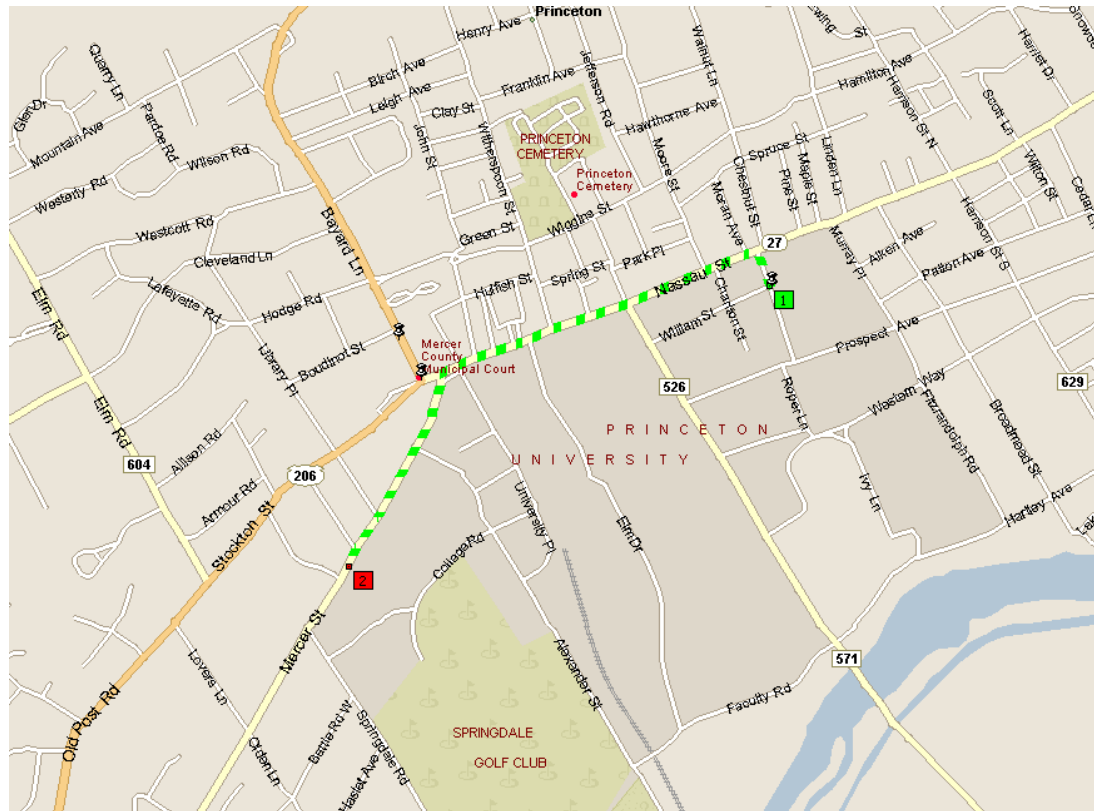 Princeton
Henry Ave
Birch Ave
Leigh Ave
Clay St
Franklin Ave
Jefferson Rd
Walnut Ln
Hamilton Ave
Hawthorne Ave
Harrison St N
Harris Dr
Scott Ln
Quarry Ln
Glen Dr
Mountain Ave
Pardoe Rd
Wilson Rd
John St
Witherspoon St
PRINCETON
CEMETERY
Princeton
Cemetery
Moore St
Spruce St
Linden Ln
Maple St
Pine St
Chestnut St
Moran Ave
Wilton St
Cedar Ln
Westerly Rd
Westcott Rd
Bayard Ln
Green St
Wiggins St
Cleveland Ln
Spring St
Park Pl
27
Murray Pl
Aiken Ave
Harrison St S
Patton Ave
Elm Rd
Lafayette Rd
Hodge Rd
Hulfish St
Nassau St
Charlton St
1
William St
Prospect Ave
Library Pl
Boudinot St
Mercer
County
Municipal Court
526
629
Elm Rd
Roper Ln
Western Way
Fitzrandolph Rd
Broadmead St
PRINCETON
UNIVERSITY
604
Allison Rd
206
Armour Rd
Stockton St
University Pl
Elm Dr
Ivy Ln
Hartley Ave
College Rd
2
Mercer St
Alexander St
571
Faculty Rd
Lovers Ln
Old Post Rd
Olden Ln
Battle Rd W
Haslet Ave
Springdale Rd
SPRINGDALE
GOLF CLUB